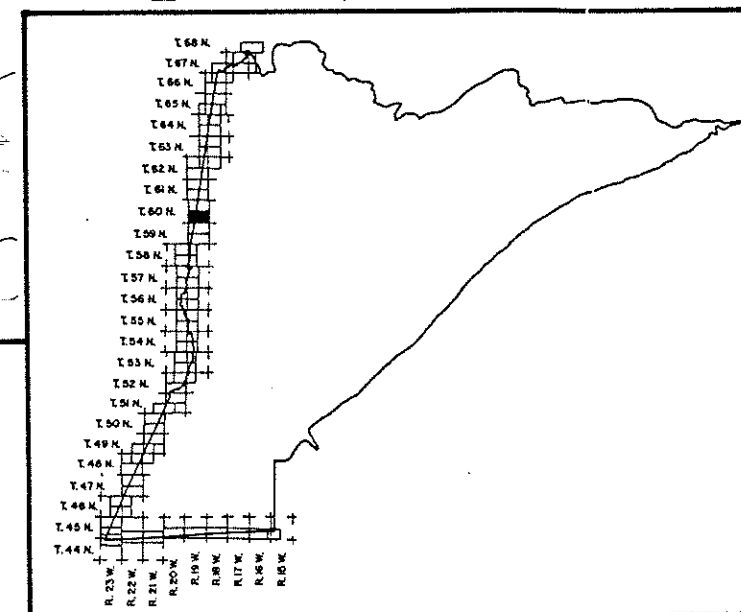 T. 68 N.
T. 67 N.
T. 66 N.
T. 65 N.
T. 64 N.
T. 63 N.
T. 62 N.
T. 61 N.
T. 60 N.
T. 59 N.
T. 58 N.
T. 57 N.
T. 56 N.
T. 55 N.
T. 54 N.
T. 53 N.
T. 52 N.
T. 51 N.
T. 50 N.
T. 49 N.
T. 48 N.
T. 47 N.
T. 46 N.
T. 45 N.
T. 44 N.
R. 23 W.
R. 22 W.
R. 21 W.
R. 20 W.
R. 19 W.
R. 18 W.
R. 17 W.
R. 16 W.
R. 15 W.